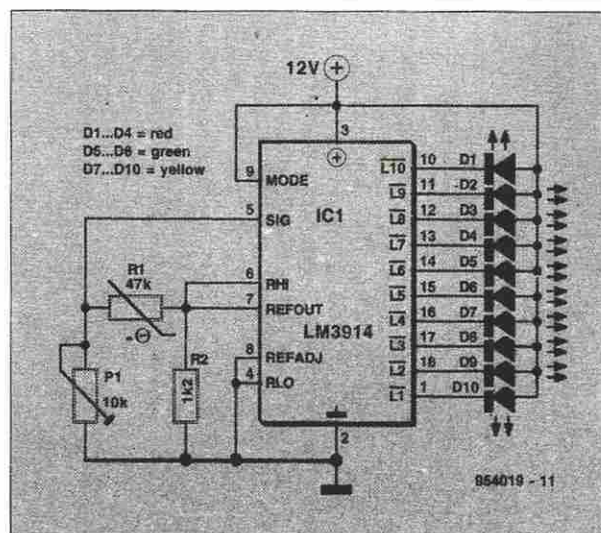 12V
D1...D4 = red
D5...D6 = green
D7...D10 = yellow
3
9 MODE
5 SIG
IC1
R1
47k
6 RHI
7 REFOUT
LM3914
-Θ
R2
1k2
8 REFADJ
4 RLO
P1
10k
2
L10 10 D1
L9 11 D2
L8 12 D3
L7 13 D4
L6 14 D5
L5 15 D6
L4 16 D7
L3 17 D8
L2 18 D9
L1 1 D10
954019 - 11